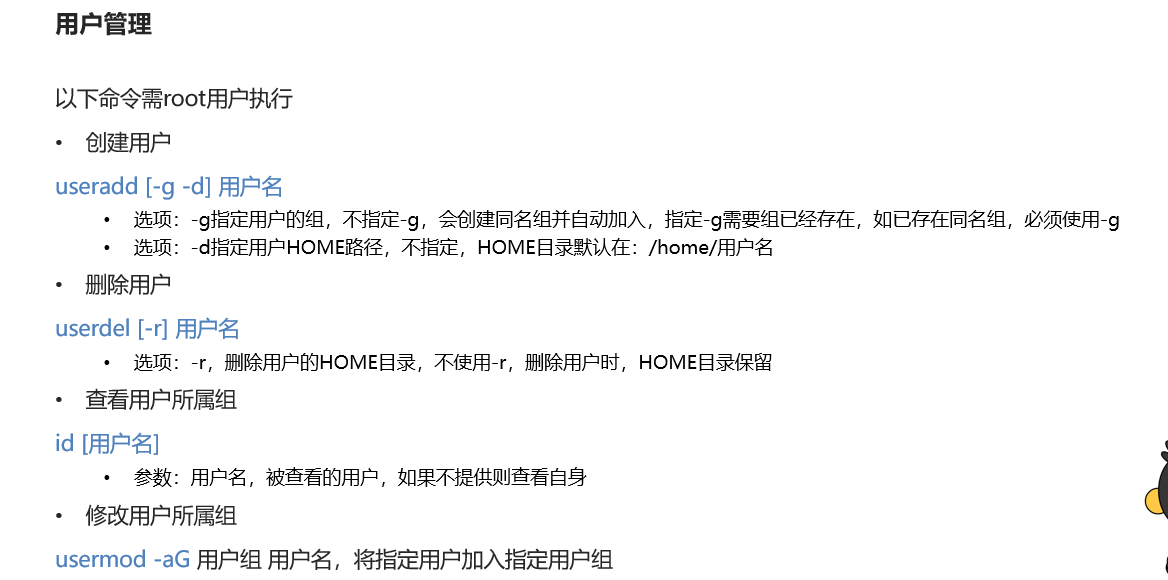 用户管理
以下命令需root用户执行
• 创建用户
useradd [-g -d] 用户名
• 选项：-g指定用户的组，不指定-g，会创建同名组并自动加入，指定-g需要组已经存在，如已存在同名组，必须使用-g
• 选项：-d指定用户HOME路径，不指定，HOME目录默认在：/home/用户名
• 删除用户
userdel [-r] 用户名
• 选项：-r，删除用户的HOME目录，不使用-r，删除用户时，HOME目录保留
• 查看用户所属组
id [用户名]
• 参数：用户名，被查看的用户，如果不提供则查看自身
• 修改用户所属组
usermod -aG 用户组 用户名，将指定用户加入指定用户组